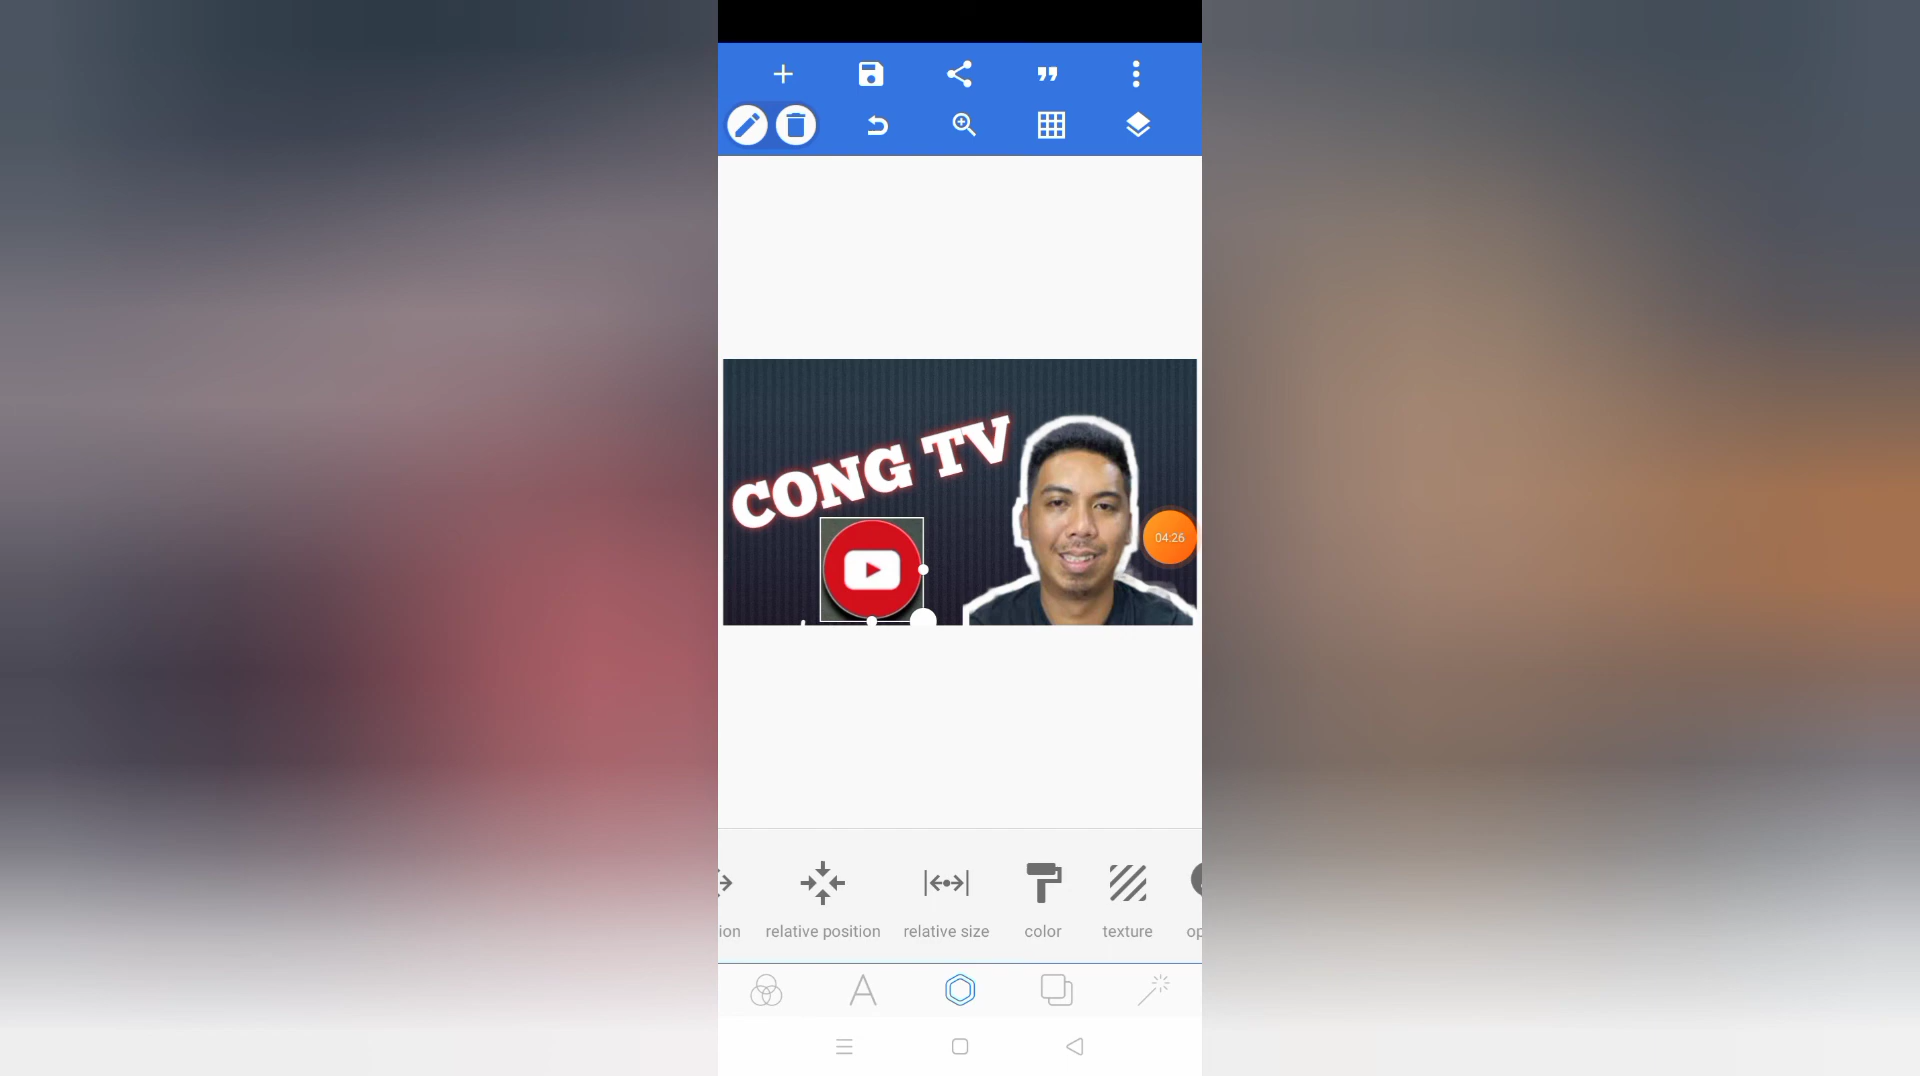 CONG TV
04:26
ion
relative position
relative size
color
texture
op